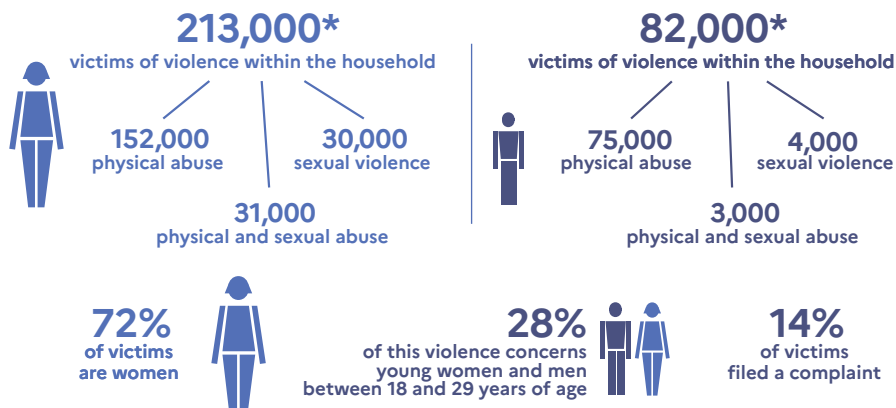 213,000*
victims of violence within the household
152,000
physical abuse
30,000
sexual violence
31,000
physical and sexual abuse
82,000*
victims of violence within the household
75,000
physical abuse
4,000
sexual violence
3,000
physical and sexual abuse
72%
of victims
are women
28%
of this violence concerns
young women and men
between 18 and 29 years of age
14%
of victims
filed a complaint